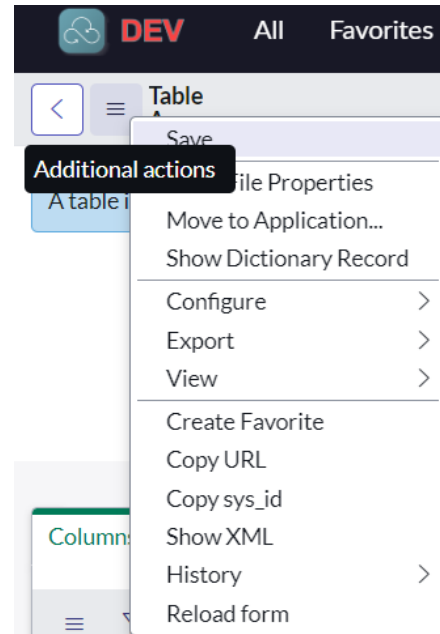 DEV All Favorites
Table
Save
Additional actions
File Properties
A table i
Move to Application...
Show Dictionary Record
Configure
Export
View
Create Favorite
Copy URL
Copy sys_id
Columns
Show XML
History
Reload form